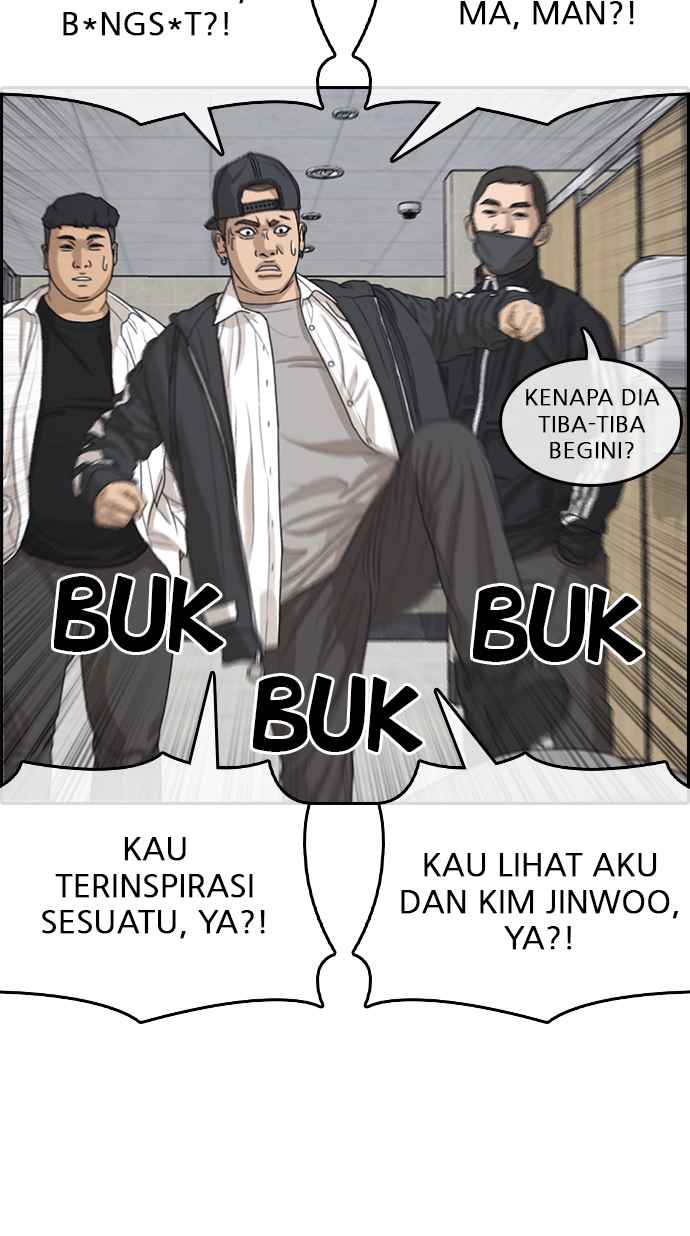 B*NGS*T?!
MA, MAN?!
KENAPA DIA
TIBA-TIBA
BEGINI?
BUK
BUK
BUK
KAU
TERINSPIRASI
SESUATU, YA?!
KAU LIHAT AKU
DAN KIM JINWOO,
YA?!